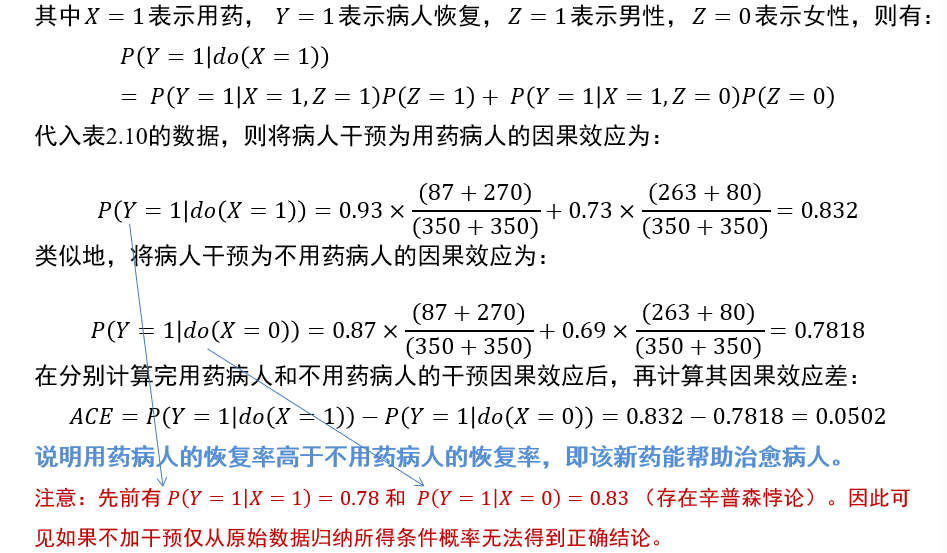 其中X = 1表示用药， Y = 1表示病人恢复，Z = 1表示男性，Z = 0表示女性，则有：
P(Y = 1|do(X = 1))
= P(Y = 1|X = 1, Z = 1)P(Z = 1) + P(Y = 1|X = 1, Z = 0)P(Z = 0)
代入表2.10的数据，则将病人干预为用药病人的因果效应为：
P(Y = 1|do(X = 1)) = 0.93 × (87 + 270)/(350 + 350) + 0.73 × (263 + 80)/(350 + 350) = 0.832
类似地，将病人干预为不用药病人的因果效应为：
P(Y = 1|do(X = 0)) = 0.87 × (87 + 270)/(350 + 350) + 0.69 × (263 + 80)/(350 + 350) = 0.7818
在分别计算完用药病人和不用药病人的干预因果效应后，再计算其因果效应差：
ACE = P(Y = 1|do(X = 1)) − P(Y = 1|do(X = 0)) = 0.832 − 0.7818 = 0.0502
说明用药病人的恢复率高于不用药病人的恢复率，即该新药能帮助治愈病人。
注意：先前有 P(Y = 1|X = 1) = 0.78 和 P(Y = 1|X = 0) = 0.83 （存在辛普森悖论）。因此可
见如果不加干预仅从原始数据归纳所得条件概率无法得到正确结论。